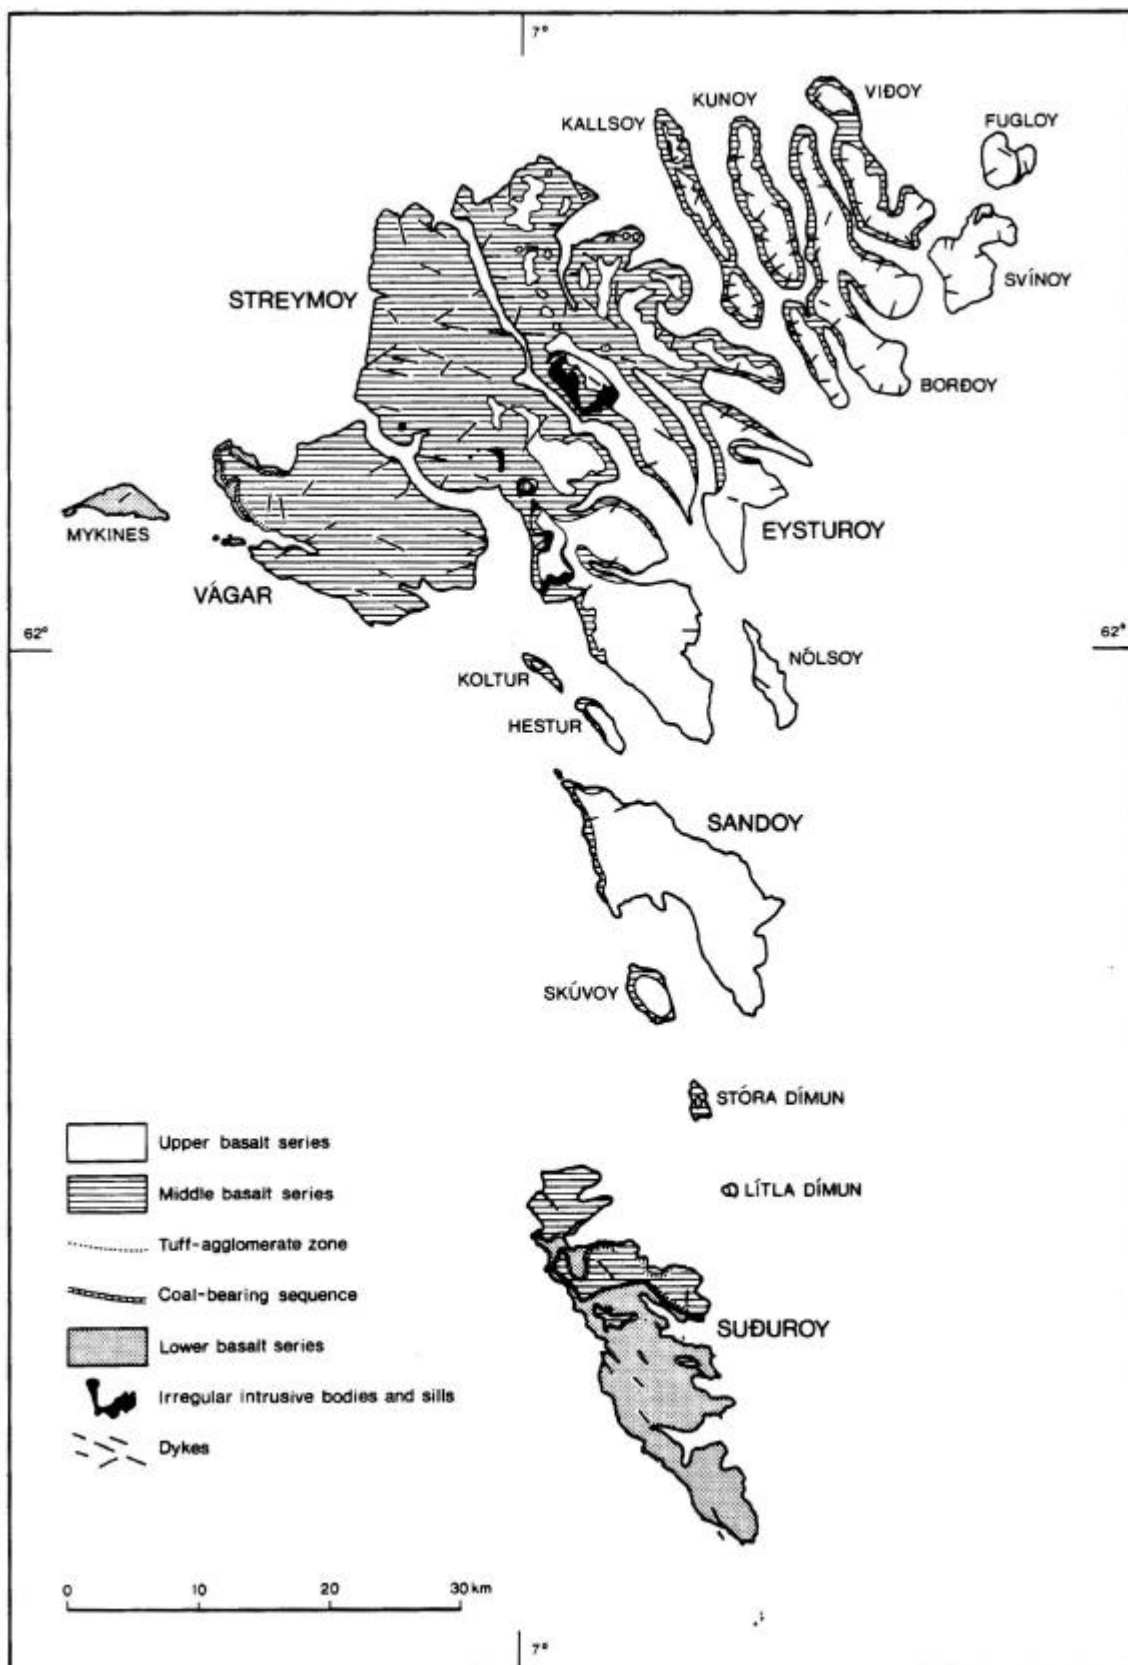 7°
VIÐOY
KUNOY
FUGLOY
KALLSOY
STREYMOY
SVÍNOY
BORÐOY
MYKINES
EYSTUROY
VÁGAR
62°
62°
NÓLSOY
KOLTUR
HESTUR
SANDOY
SKÚVOY
STÓRA DÍMUN
LÍTLA DÍMUN
SUÐUROY
Upper basalt series
Middle basalt series
Tuff-agglomerate zone
Coal-bearing sequence
Lower basalt series
Irregular intrusive bodies and sills
Dykes
0 10 20 30 km
7°